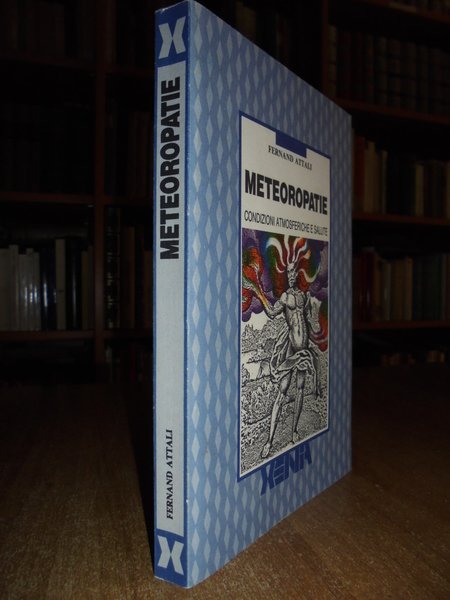 X
METEOROPATIE
FERNAND ATTALI
X
FERNAND ATTALI
METEOROPATIE
CONDIZIONI ATMOSFERICHE E SALUTE
XENIA